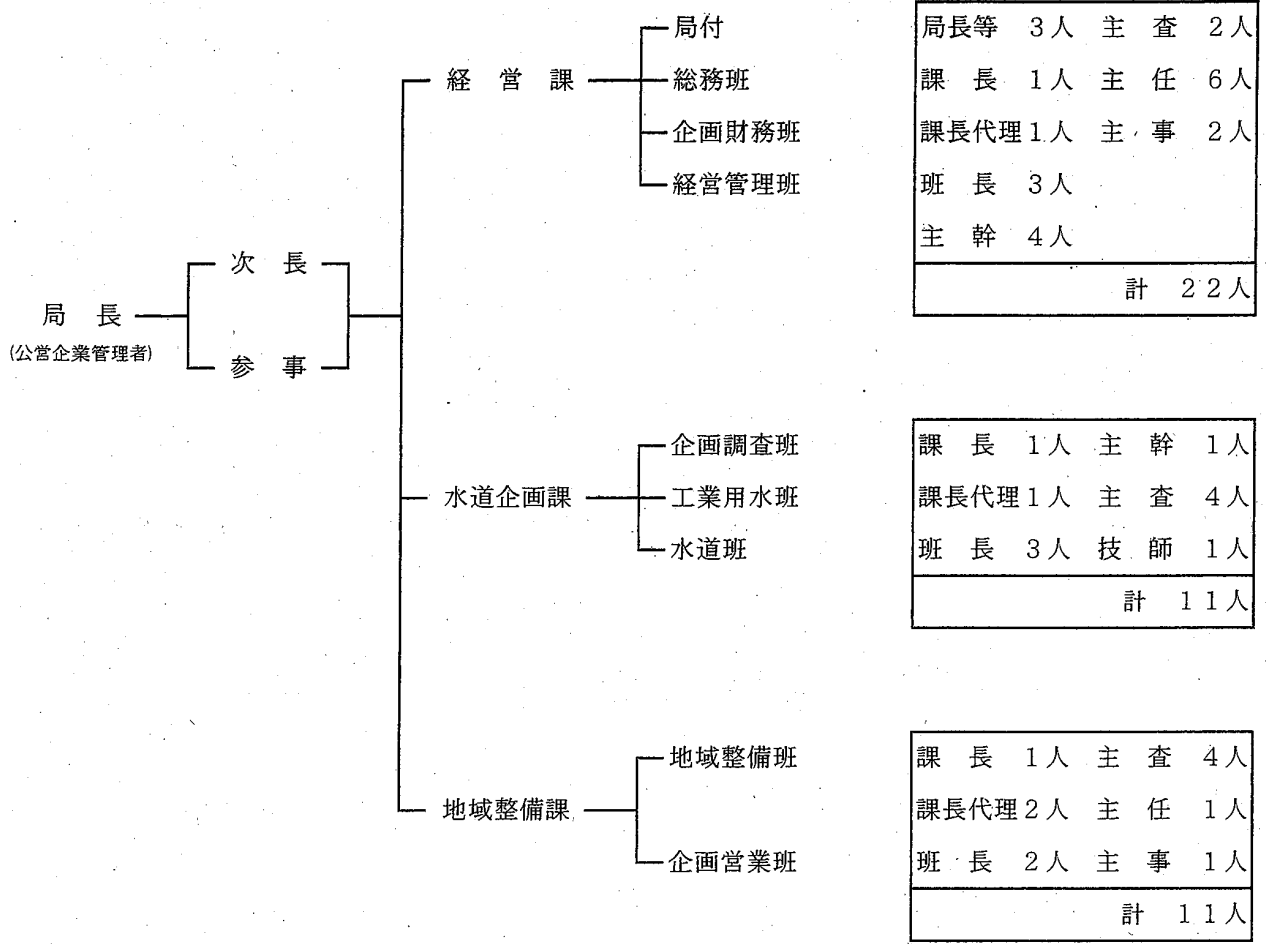 局長
(公営企業管理者)
次長
参事
経営課
局付
総務班
企画財務班
経営管理班
局長等 3人 主査 2人
課長 1人 主任 6人
課長代理 1人 主事 2人
班長 3人
主幹 4人
計 22人
水道企画課
企画調査班
工業用水班
水道班
課長 1人 主幹 1人
課長代理 1人 主査 4人
班長 3人 技師 1人
計 11人
地域整備課
地域整備班
企画営業班
課長 1人 主査 4人
課長代理 2人 主任 1人
班長 2人 主事 1人
計 11人